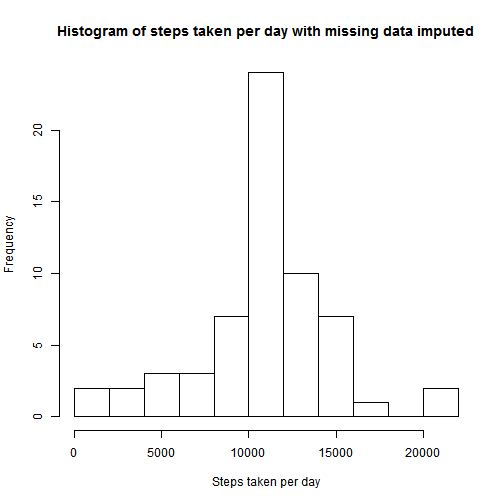 Histogram of steps taken per day with missing data imputed
Frequency
20
15
10
5
0
0 5000 10000 15000 20000
Steps taken per day